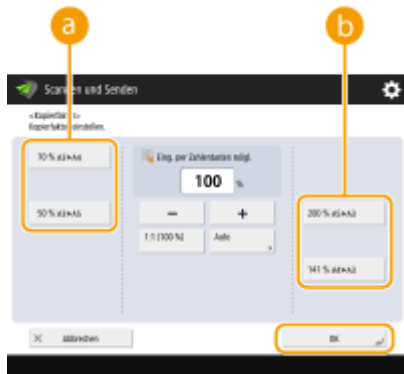 a
b
Scannen und Senden
<Kopierfaktor>
Kopierfaktor einstellen.
70 % A3►A4
Eing. per Zahlentasten mögl.
100 %
50 % A3►A5
−
+
200 % A5►A3
1:1 (100 %)
Auto
141 % A4►A3
Abbrechen
OK